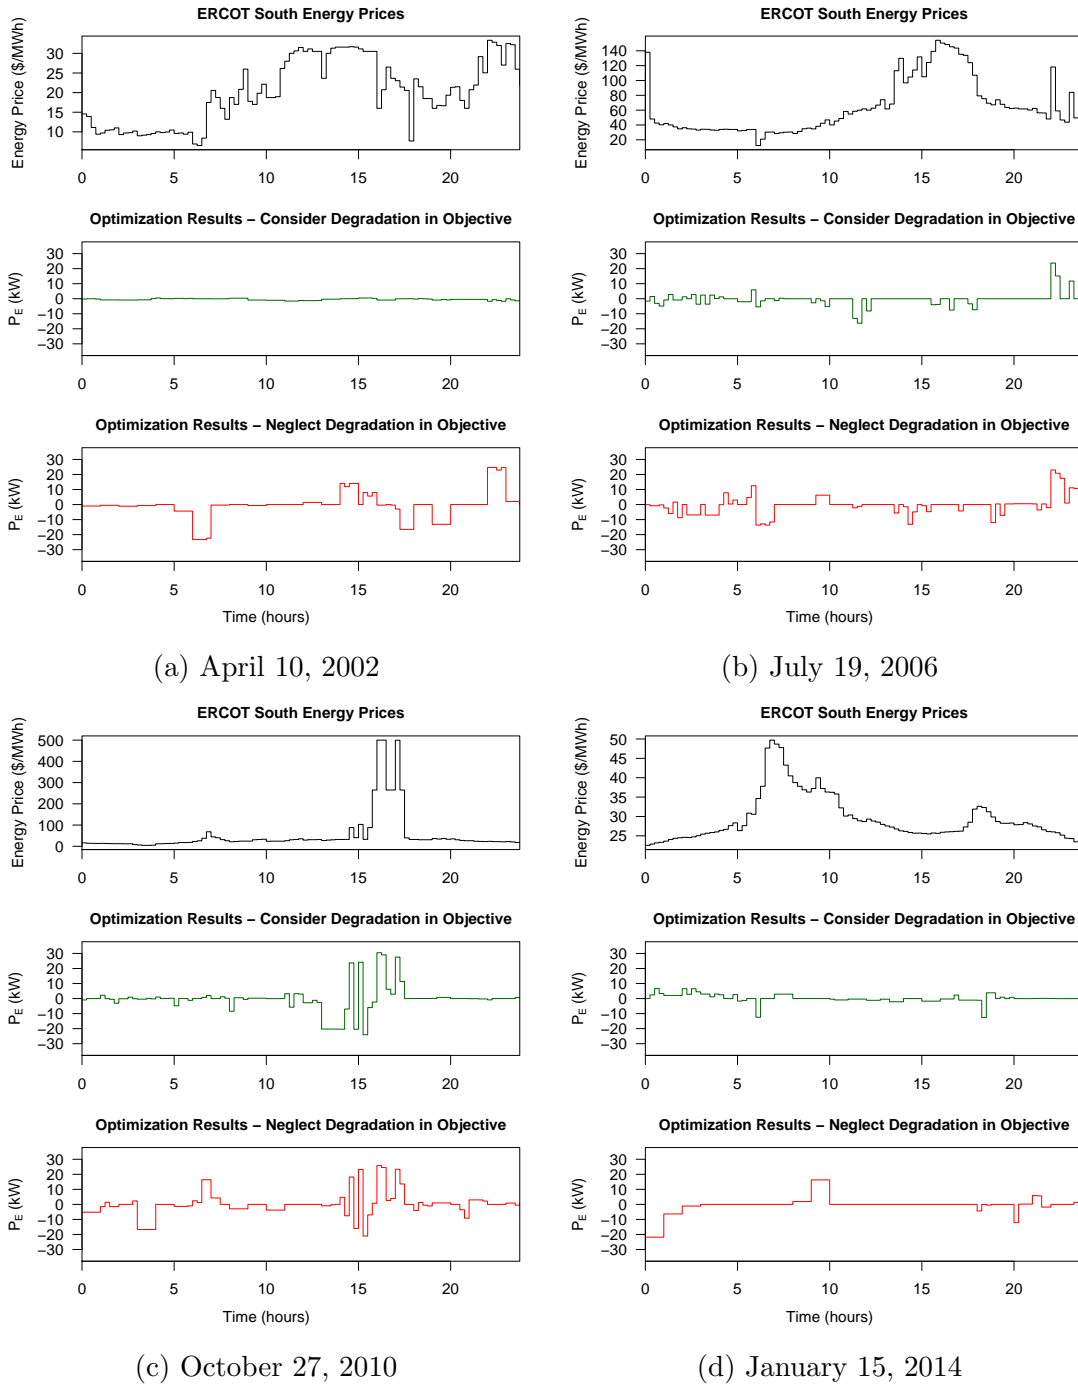 ERCOT South Energy Prices
Energy Price ($/MWh)
30
25
20
15
10
0 5 10 15 20
Optimization Results – Consider Degradation in Objective
P_E (kW)
30
20
10
0
−10
−20
−30
0 5 10 15 20
Optimization Results – Neglect Degradation in Objective
P_E (kW)
30
20
10
0
−10
−20
−30
0 5 10 15 20
Time (hours)
(a) April 10, 2002
ERCOT South Energy Prices
Energy Price ($/MWh)
140
120
100
80
60
40
20
0 5 10 15 20
Optimization Results – Consider Degradation in Objective
P_E (kW)
30
20
10
0
−10
−20
−30
0 5 10 15 20
Optimization Results – Neglect Degradation in Objective
P_E (kW)
30
20
10
0
−10
−20
−30
0 5 10 15 20
Time (hours)
(b) July 19, 2006
ERCOT South Energy Prices
Energy Price ($/MWh)
500
400
300
200
100
0
0 5 10 15 20
Optimization Results – Consider Degradation in Objective
P_E (kW)
30
20
10
0
−10
−20
−30
0 5 10 15 20
Optimization Results – Neglect Degradation in Objective
P_E (kW)
30
20
10
0
−10
−20
−30
0 5 10 15 20
Time (hours)
(c) October 27, 2010
ERCOT South Energy Prices
Energy Price ($/MWh)
50
45
40
35
30
25
0 5 10 15 20
Optimization Results – Consider Degradation in Objective
P_E (kW)
30
20
10
0
−10
−20
−30
0 5 10 15 20
Optimization Results – Neglect Degradation in Objective
P_E (kW)
30
20
10
0
−10
−20
−30
0 5 10 15 20
Time (hours)
(d) January 15, 2014